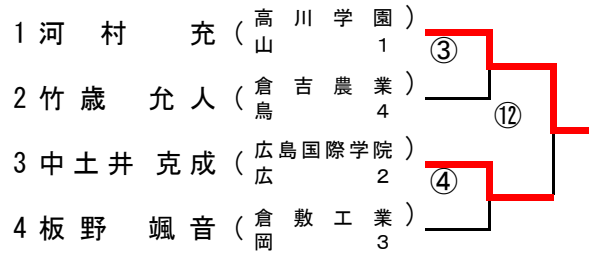 1 河村 充 (高川学園 山1)
③
2 竹歳 允人 (倉吉農業 鳥4)
⑫
3 中土井 克成 (広島国際学院 広2)
④
4 板野 颯音 (倉敷工業 岡3)